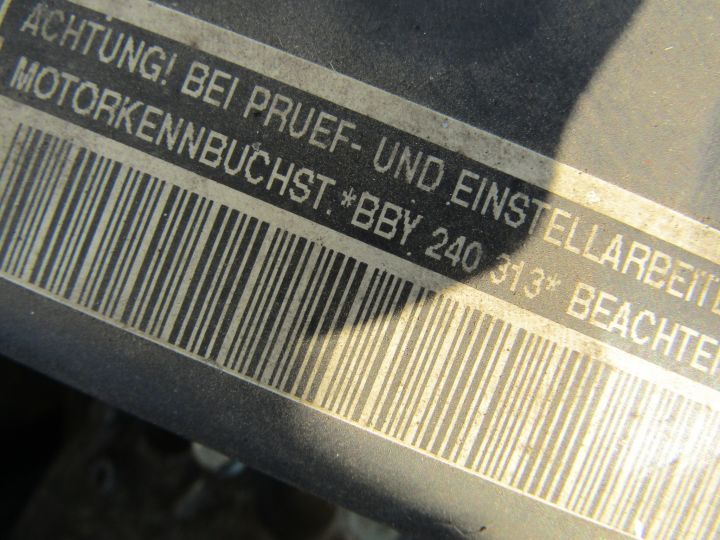 ACHTUNG! BEI PRUEF- UND EINSTELLARBEITE
MOTORKENNBUCHST. *BBY 240 313* BEACHTE